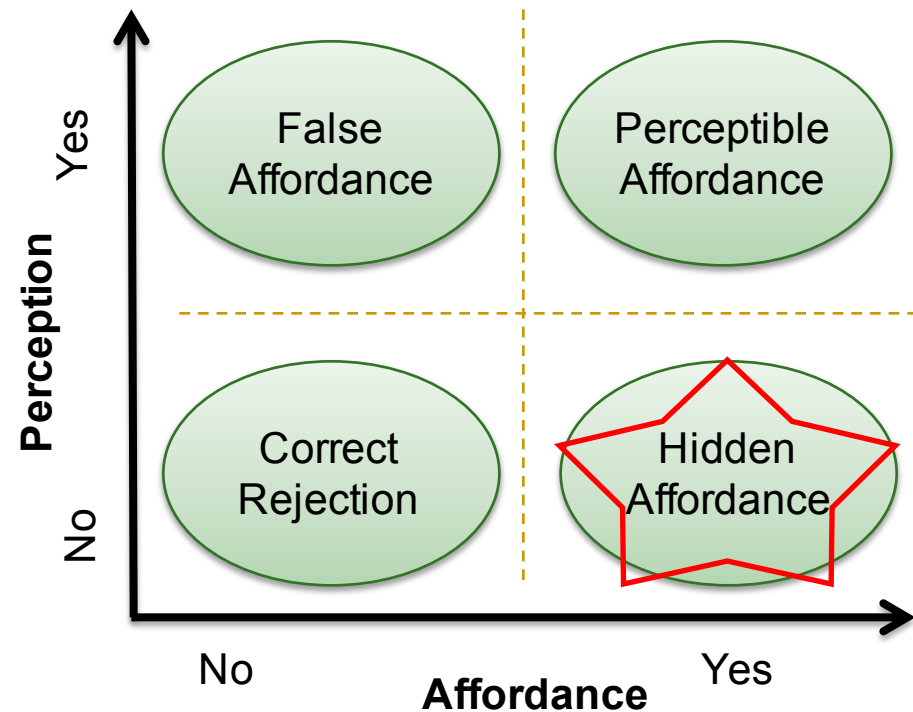 Yes
False
Affordance
Perceptible
Affordance
Perception
No
Correct
Rejection
Hidden
Affordance
No
Yes
Affordance